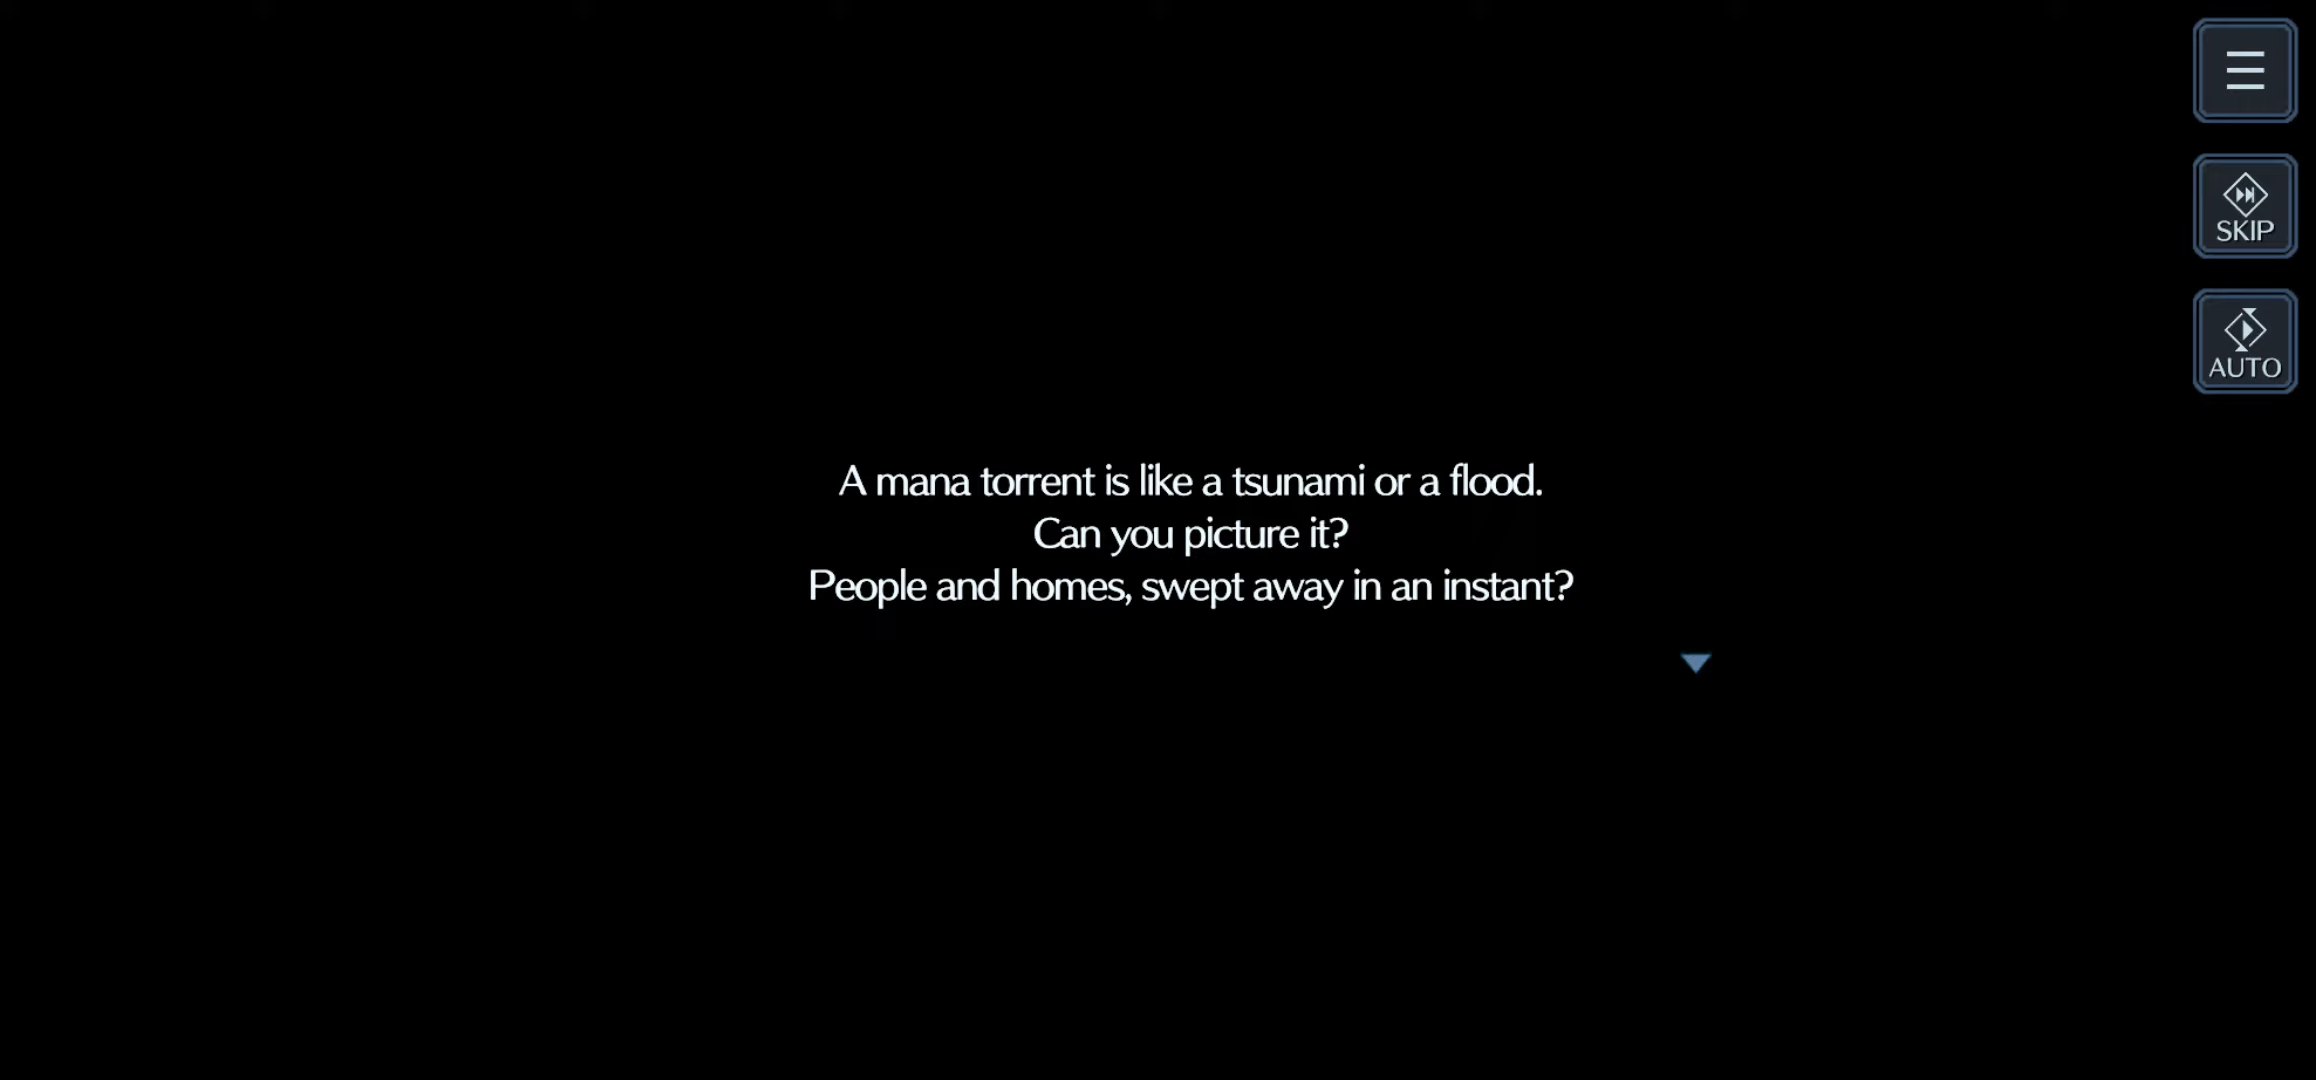 SKIP
AUTO
A mana torrent is like a tsunami or a flood.
Can you picture it?
People and homes, swept away in an instant?